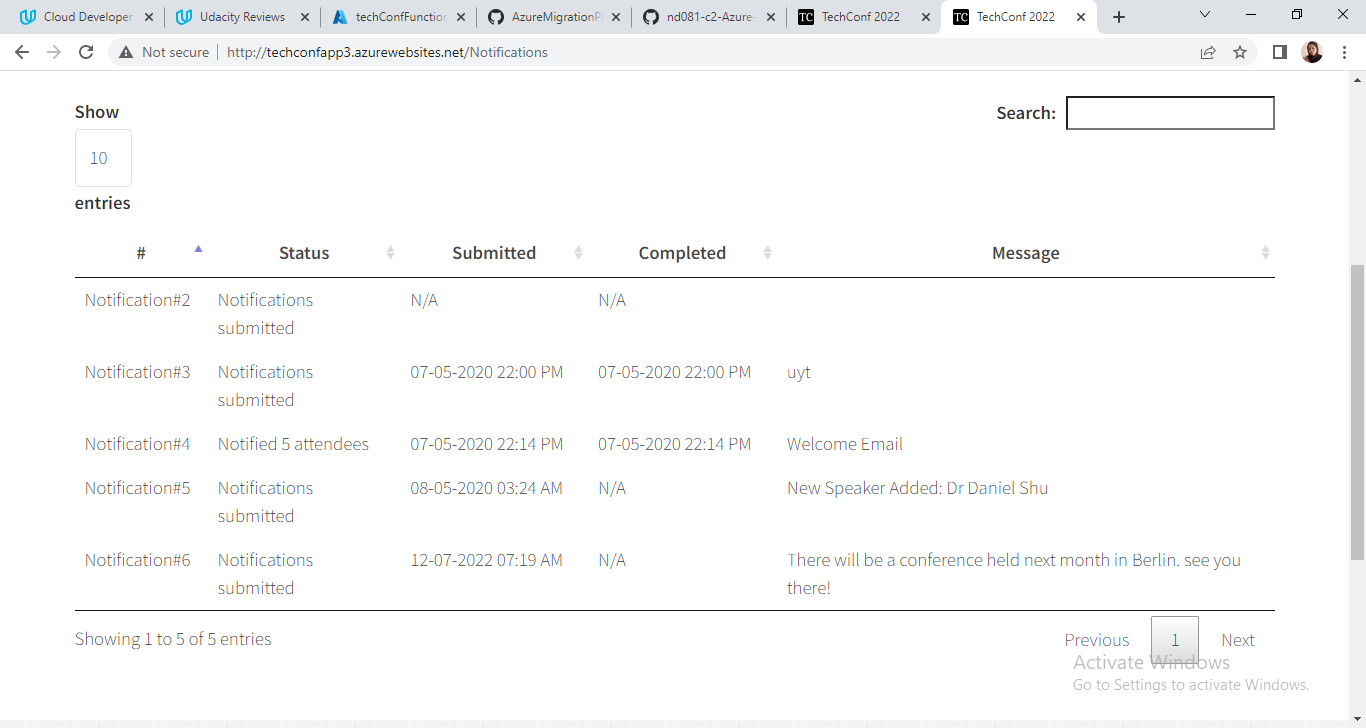 Cloud Developer
Udacity Reviews
techConfFunction
AzureMigrationP
nd081-c2-Azure-
TC TechConf 2022
TC TechConf 2022
Not secure http://techconfapp3.azurewebsites.net/Notifications
Show
10
entries
Search:
# Status Submitted Completed Message
Notification#2 Notifications N/A N/A
submitted
Notification#3 Notifications 07-05-2020 22:00 PM 07-05-2020 22:00 PM uyt
submitted
Notification#4 Notified 5 attendees 07-05-2020 22:14 PM 07-05-2020 22:14 PM Welcome Email
Notification#5 Notifications 08-05-2020 03:24 AM N/A New Speaker Added: Dr Daniel Shu
submitted
Notification#6 Notifications 12-07-2022 07:19 AM N/A There will be a conference held next month in Berlin. see you
submitted there!
Showing 1 to 5 of 5 entries
Previous 1 Next
Activate Windows
Go to Settings to activate Windows.